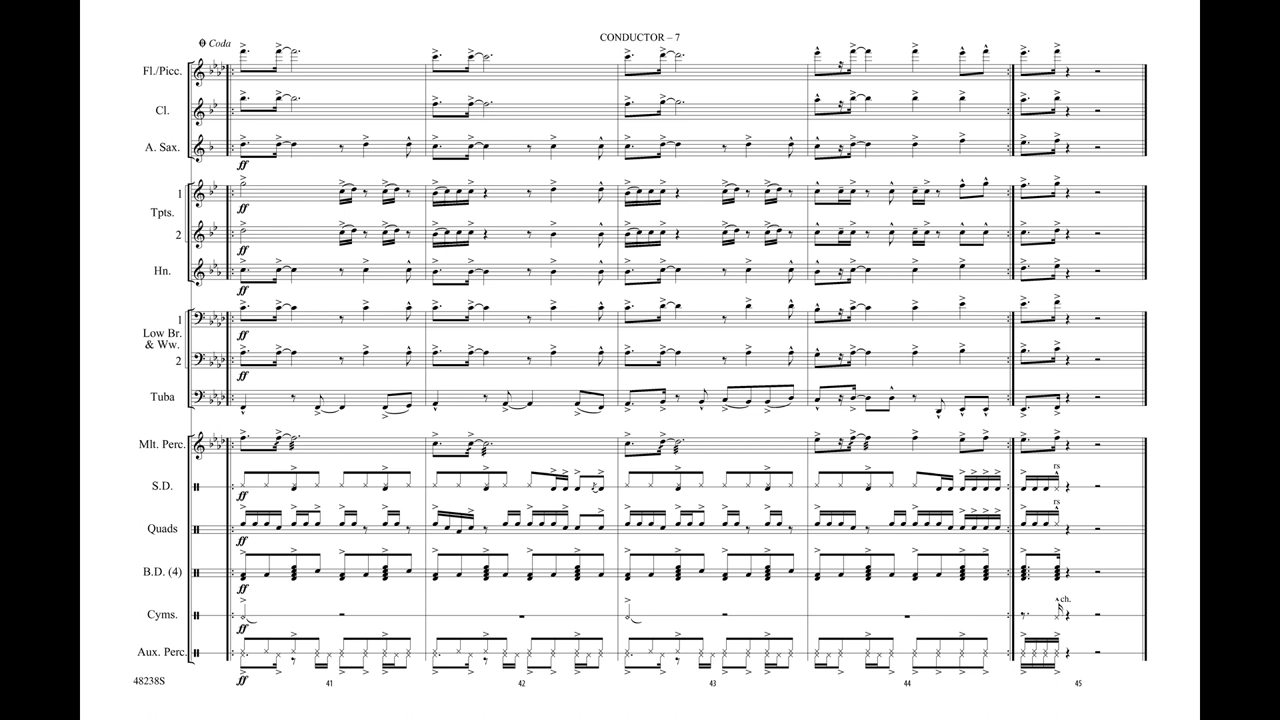 CONDUCTOR – 7
Coda
Fl./Picc.
Cl.
A. Sax.
ff
1
Tpts.
ff
2
ff
Hn.
ff
1
Low Br.
& Ww.
ff
2
ff
Tuba
Mlt. Perc.
rs
S.D.
ff
rs
Quads
ff
B.D. (4)
ff
ch.
Cyms.
ff
Aux. Perc.
ff
48238S
41
42
43
44
45